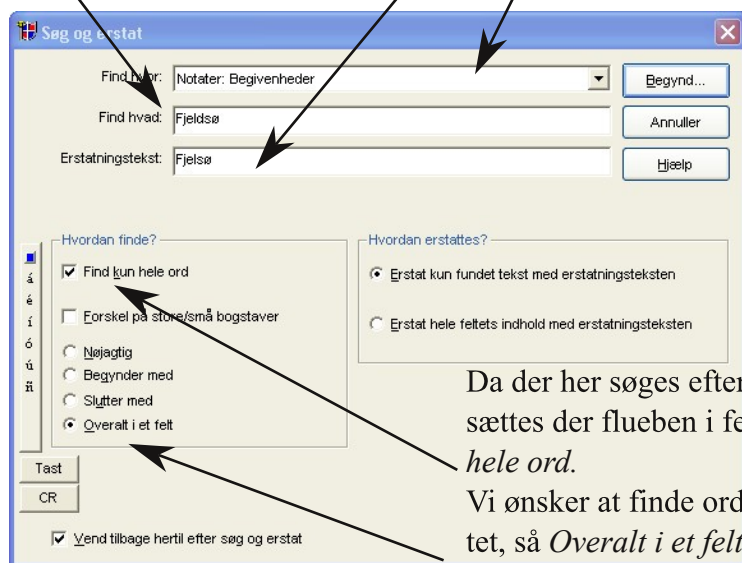 Søg og erstat
Find hvor: Notater: Begivenheder
Begynd...
Find hvad: Fjeldsø
Annuller
Erstatningstekst: Fjelsø
Hjælp
Hvordan finde?
Find kun hele ord
Forskel på store/små bogstaver
Nøjagtig
Begynder med
Slutter med
Overalt i et felt
Hvordan erstattes?
Erstat kun fundet tekst med erstatningsteksten
Erstat hele feltets indhold med erstatningsteksten
á
é
í
ó
ú
ñ
Tast
CR
Vend tilbage hertil efter søg og erstat
Da der her søges efter
sættes der flueben i fe
hele ord.
Vi ønsker at finde ord
tet, så Overalt i et felt